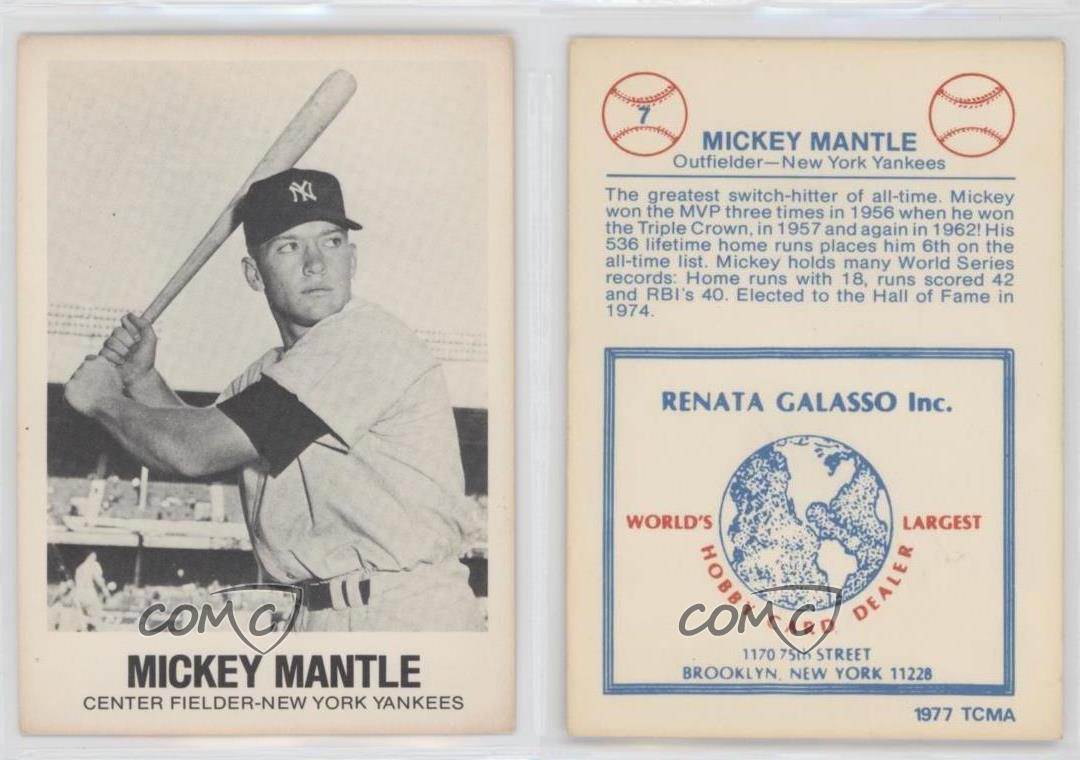 NY
COMC
MICKEY MANTLE
CENTER FIELDER-NEW YORK YANKEES
7
MICKEY MANTLE
Outfielder—New York Yankees
The greatest switch-hitter of all-time. Mickey
won the MVP three times in 1956 when he won
the Triple Crown, in 1957 and again in 1962! His
536 lifetime home runs places him 6th on the
all-time list. Mickey holds many World Series
records: Home runs with 18, runs scored 42
and RBI's 40. Elected to the Hall of Fame in
1974.
RENATA GALASSO Inc.
WORLD'S LARGEST
HOBBY CARD DEALER
COMC
1170 75th STREET
BROOKLYN, NEW YORK 11228
1977 TCMA